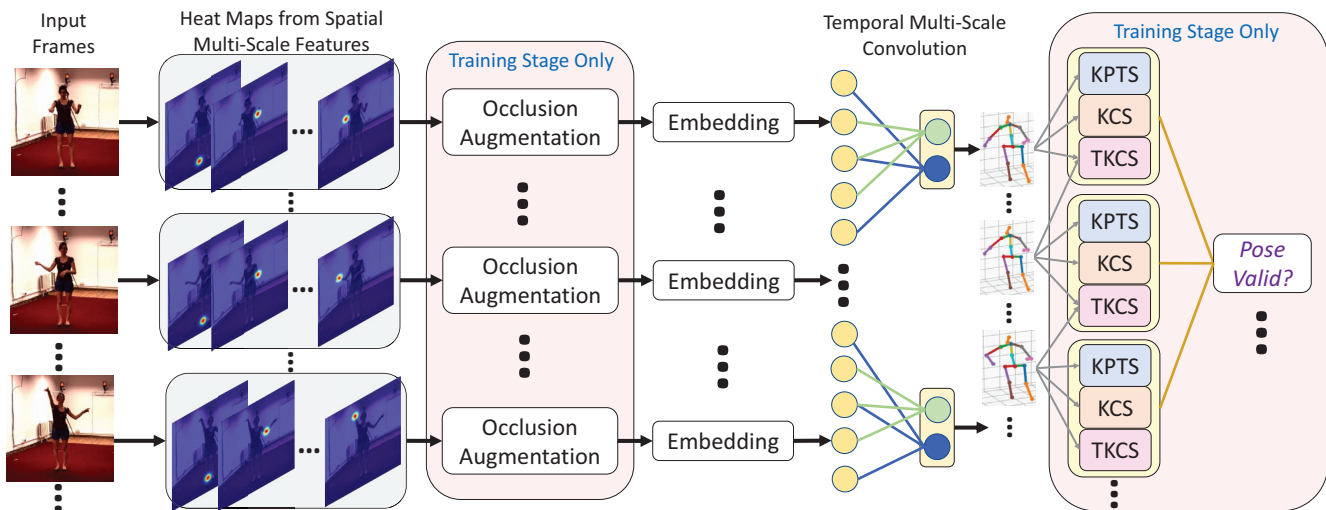 Input
Frames
Heat Maps from Spatial
Multi-Scale Features
Training Stage Only
Occlusion
Augmentation
Embedding
Temporal Multi-Scale
Convolution
Training Stage Only
KPTS
KCS
TKCS
Occlusion
Augmentation
Embedding
KPTS
KCS
TKCS
Pose
Valid?
Occlusion
Augmentation
Embedding
KPTS
KCS
TKCS